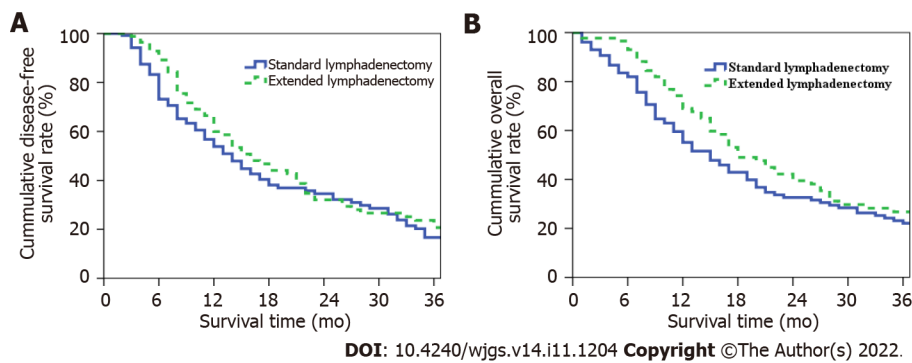 A
Cummulative disease-free
survival rate (%)
100
80
60
40
20
0
Standard lymphadenectomy
Extended lymphadenectomy
0 6 12 18 24 30 36
Survival time (mo)
B
Cummulative overall
survival rate (%)
100
80
60
40
20
0
Standard lymphadenectomy
Extended lymphadenectomy
0 6 12 18 24 30 36
Survival time (mo)
DOI: 10.4240/wjgs.v14.i11.1204 Copyright ©The Author(s) 2022.